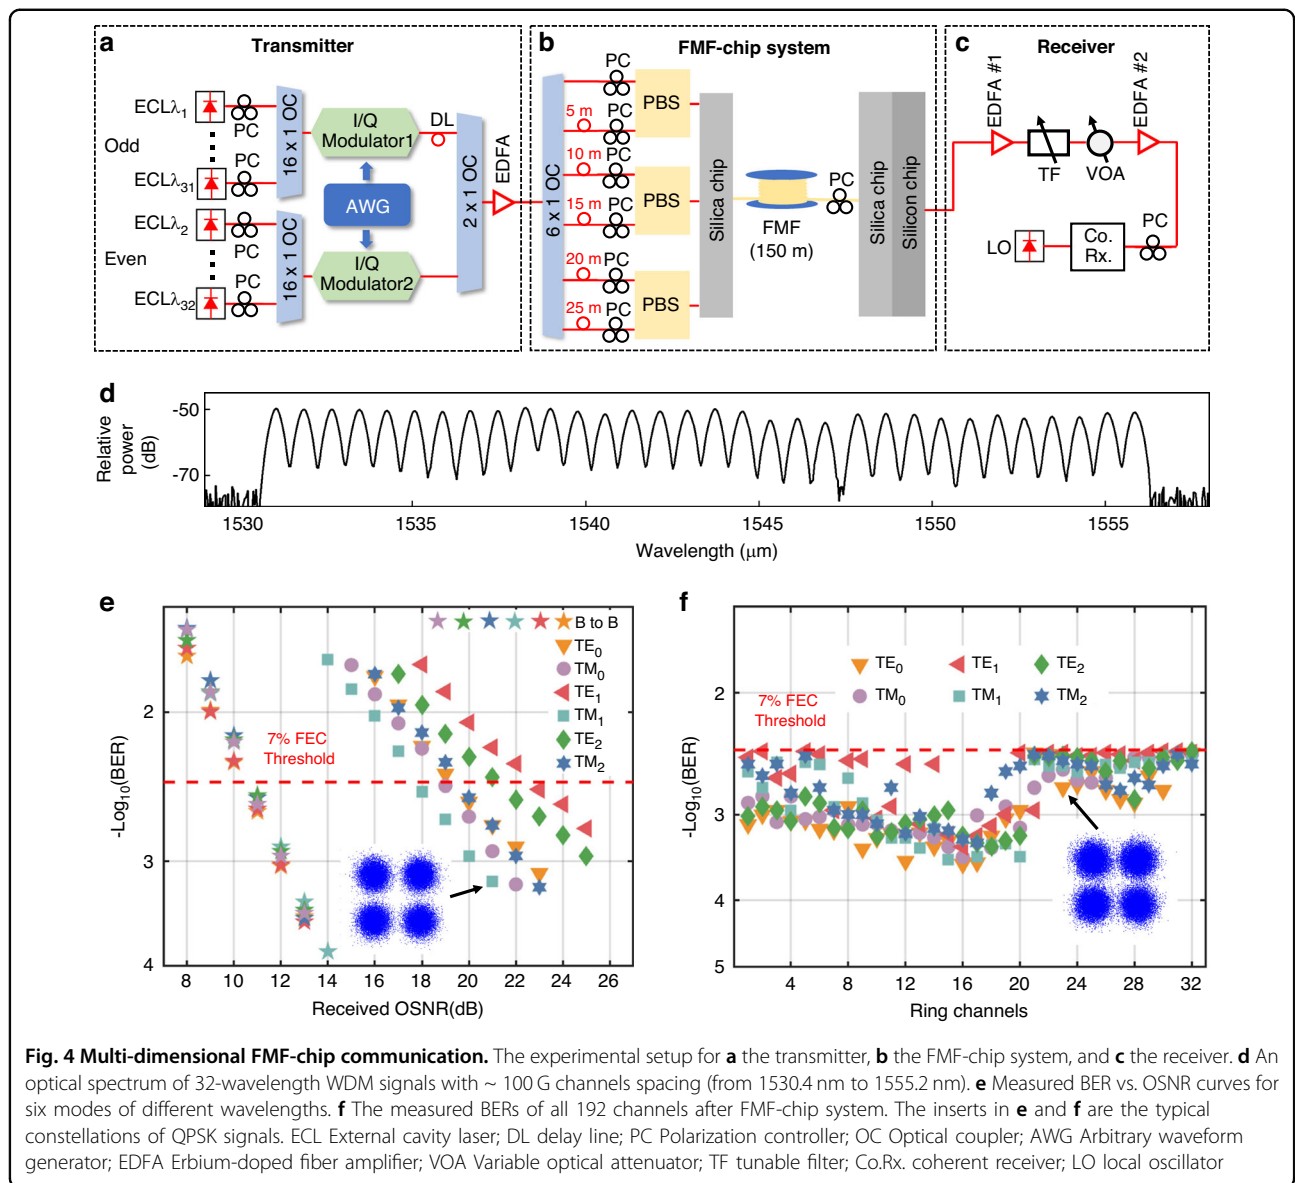 a
Transmitter
ECLλ1
PC
Odd
ECLλ31
PC
ECLλ2
PC
Even
ECLλ32
PC
16 x 1 OC
16 x 1 OC
I/Q
Modulator1
AWG
I/Q
Modulator2
DL
2 x 1 OC
EDFA
b
FMF-chip system
6 x 1 OC
PC
5 m
PC
10 m
PC
15 m
PC
20 m
PC
25 m
PC
PBS
PBS
PBS
Silica chip
FMF
(150 m)
PC
Silica chip
Silicon chip
c
Receiver
EDFA #1
TF
VOA
EDFA #2
LO
Co.
Rx.
PC
d
Relative
power
(dB)
-50
-70
1530
1535
1540
1545
1550
1555
Wavelength (μm)
e
-Log10(BER)
2
3
4
8
10
12
14
16
18
20
22
24
26
Received OSNR(dB)
7% FEC
Threshold
B to B
TE0
TM0
TE1
TM1
TE2
TM2
f
-Log10(BER)
2
3
4
5
4
8
12
16
20
24
28
32
Ring channels
7% FEC
Threshold
TE0
TE1
TE2
TM0
TM1
TM2
Fig. 4 Multi-dimensional FMF-chip communication. The experimental setup for a the transmitter, b the FMF-chip system, and c the receiver. d An
optical spectrum of 32-wavelength WDM signals with ~ 100 G channels spacing (from 1530.4 nm to 1555.2 nm). e Measured BER vs. OSNR curves for
six modes of different wavelengths. f The measured BERs of all 192 channels after FMF-chip system. The inserts in e and f are the typical
constellations of QPSK signals. ECL External cavity laser; DL delay line; PC Polarization controller; OC Optical coupler; AWG Arbitrary waveform
generator; EDFA Erbium-doped fiber amplifier; VOA Variable optical attenuator; TF tunable filter; Co.Rx. coherent receiver; LO local oscillator